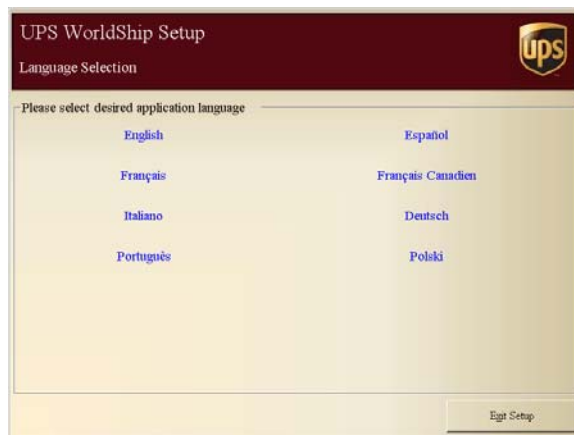 UPS WorldShip Setup
Language Selection
ups
Please select desired application language
English Español
Français Français Canadien
Italiano Deutsch
Português Polski
Exit Setup